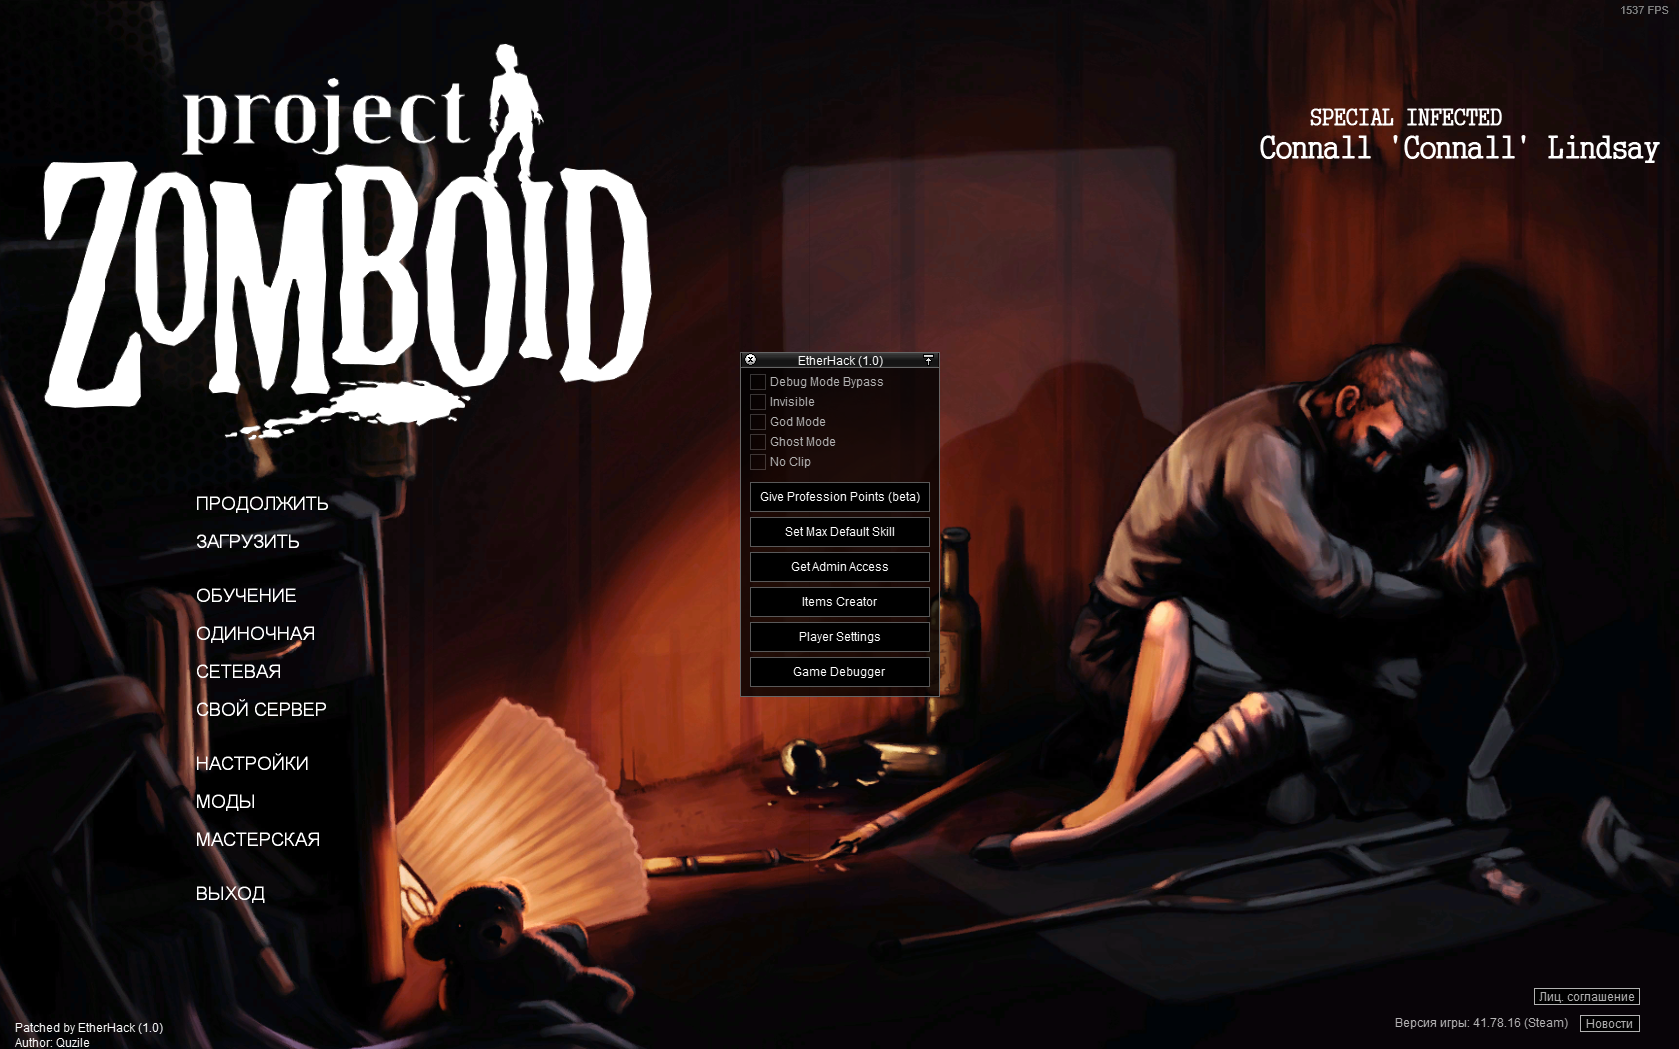 1537 FPS
project
ZOMBOID
SPECIAL INFECTED
Connall 'Connall' Lindsay
EtherHack (1.0)
Debug Mode Bypass
Invisible
God Mode
Ghost Mode
No Clip
Give Profession Points (beta)
Set Max Default Skill
Get Admin Access
Items Creator
Player Settings
Game Debugger
ПРОДОЛЖИТЬ
ЗАГРУЗИТЬ
ОБУЧЕНИЕ
ОДИНОЧНАЯ
СЕТЕВАЯ
СВОЙ СЕРВЕР
НАСТРОЙКИ
МОДЫ
МАСТЕРСКАЯ
ВЫХОД
Лиц. соглашение
Версия игры: 41.78.16 (Steam)
Новости
Patched by EtherHack (1.0)
Author: Quzile